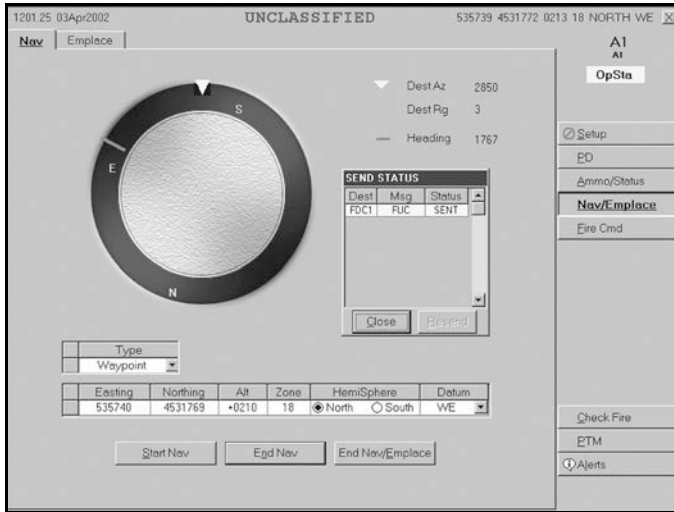 1201.25 03Apr2002 UNCLASSIFIED 535739 4531772 0213 18 NORTH WE X
Nav Emplace
A1
A1
OpSta
Dest Az 2850
Dest Rg 3
Heading 1767
S
E
N
SEND STATUS
Dest Msg Status
FDC1 FUC SENT
Close Resend
Setup
PD
Ammo/Status
Nav/Emplace
Fire Cmd
Type
Waypoint
Easting Northing Alt Zone HemiSphere Datum
535740 4531769 +0210 18 North South WE
Start Nav End Nav End Nav/Emplace
Check Fire
PTM
Alerts